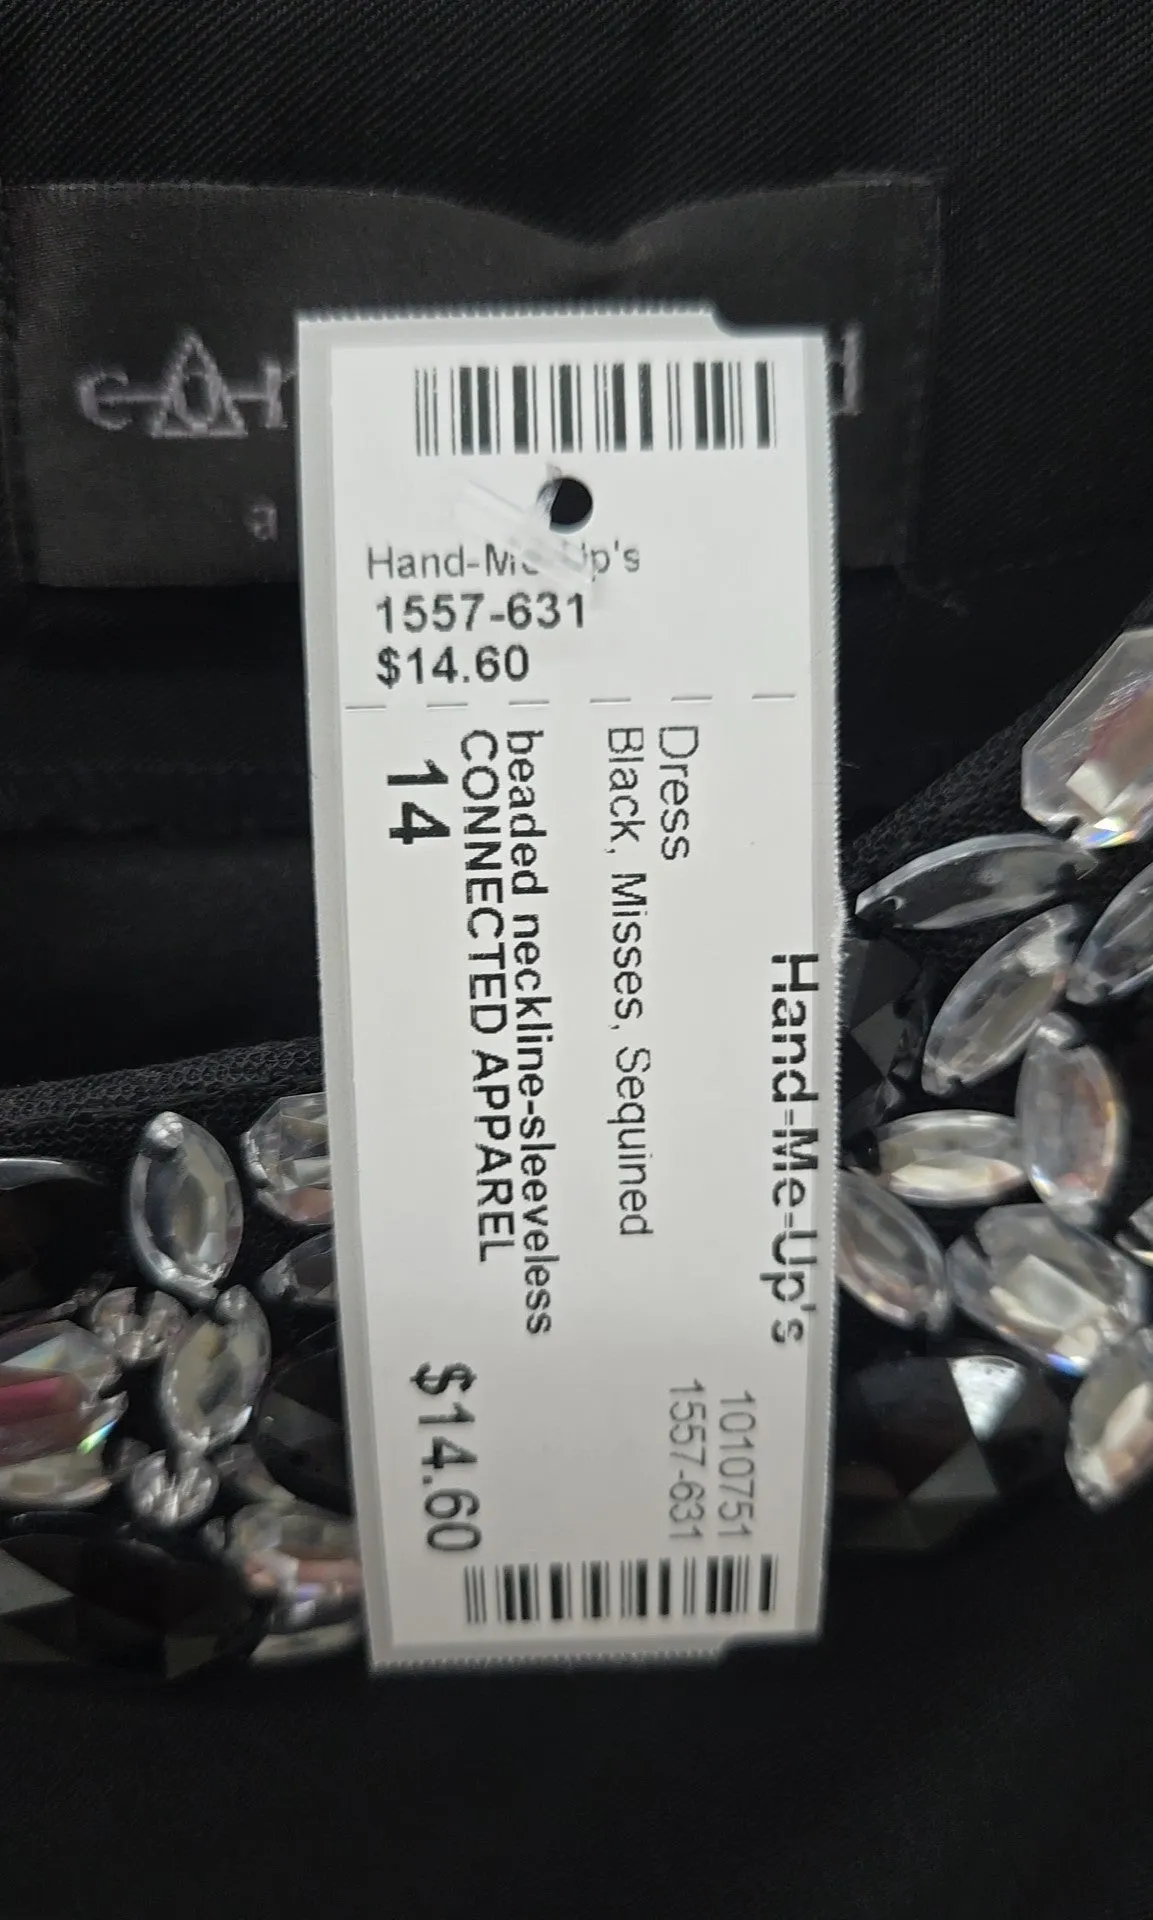 Hand-Me-Up's
1557-631
$14.60
Hand-Me-Up's
1010751
1557-631
Dress
Black, Misses, Sequined
beaded neckline-sleeveless
CONNECTED APPAREL
14
$14.60